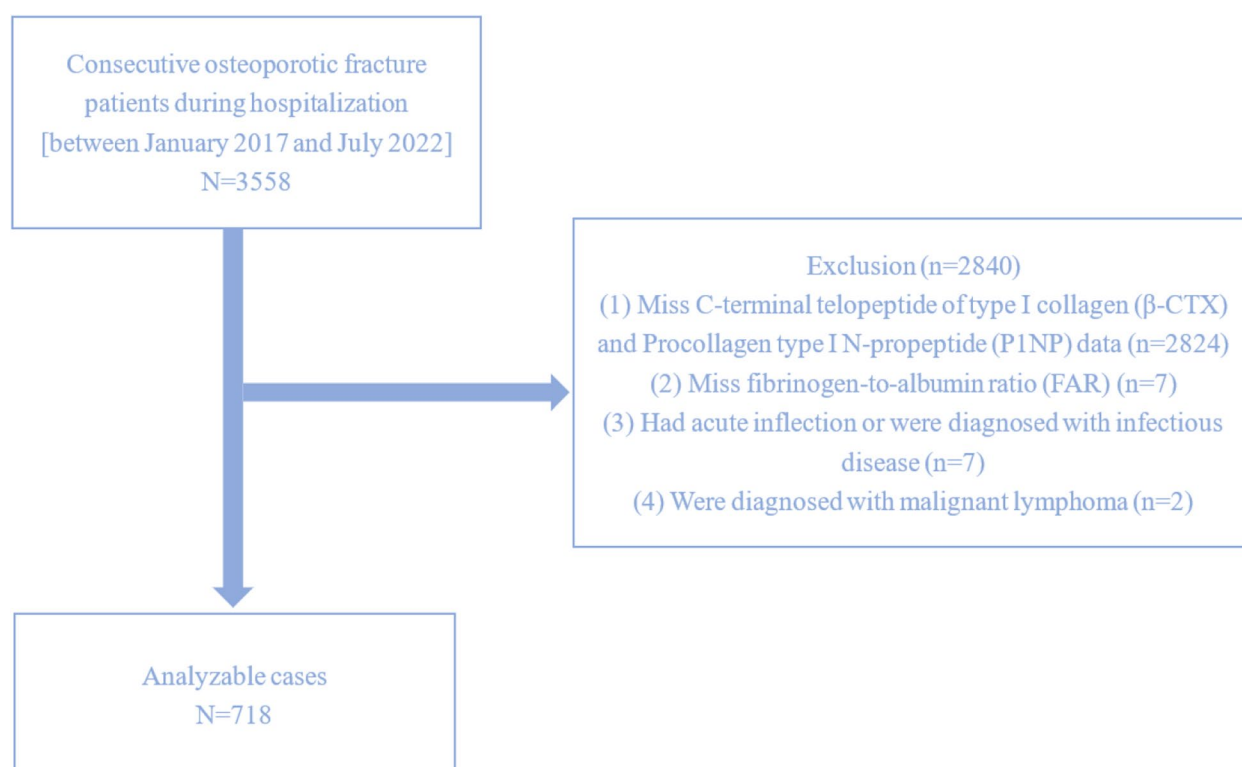 Consecutive osteoporotic fracture
patients during hospitalization
[between January 2017 and July 2022]
N=3558
Exclusion (n=2840)
(1) Miss C-terminal telopeptide of type I collagen (β-CTX)
and Procollagen type I N-propeptide (P1NP) data (n=2824)
(2) Miss fibrinogen-to-albumin ratio (FAR) (n=7)
(3) Had acute inflection or were diagnosed with infectious
disease (n=7)
(4) Were diagnosed with malignant lymphoma (n=2)
Analyzable cases
N=718